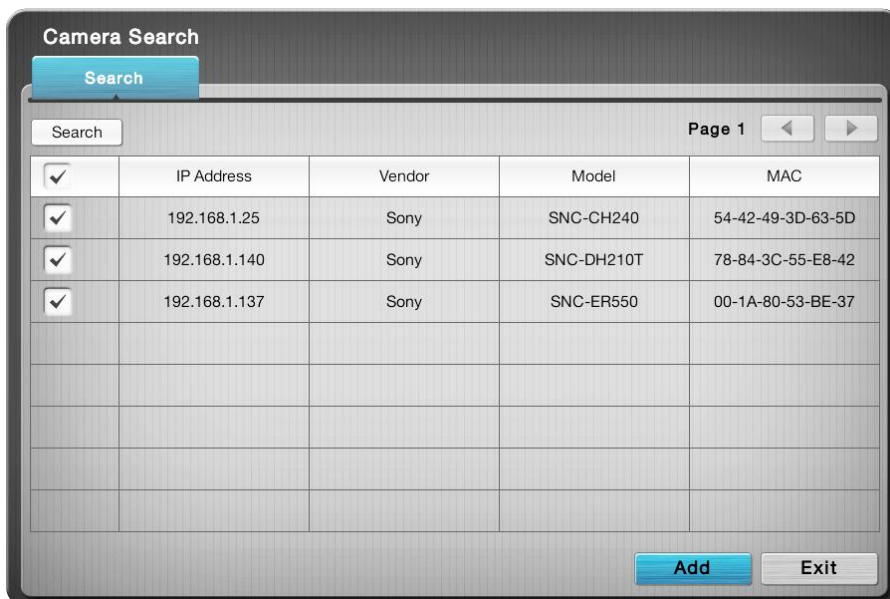 Camera Search
Search
Search Page 1
IP Address Vendor Model MAC
192.168.1.25 Sony SNC-CH240 54-42-49-3D-63-5D
192.168.1.140 Sony SNC-DH210T 78-84-3C-55-E8-42
192.168.1.137 Sony SNC-ER550 00-1A-80-53-BE-37
Add Exit